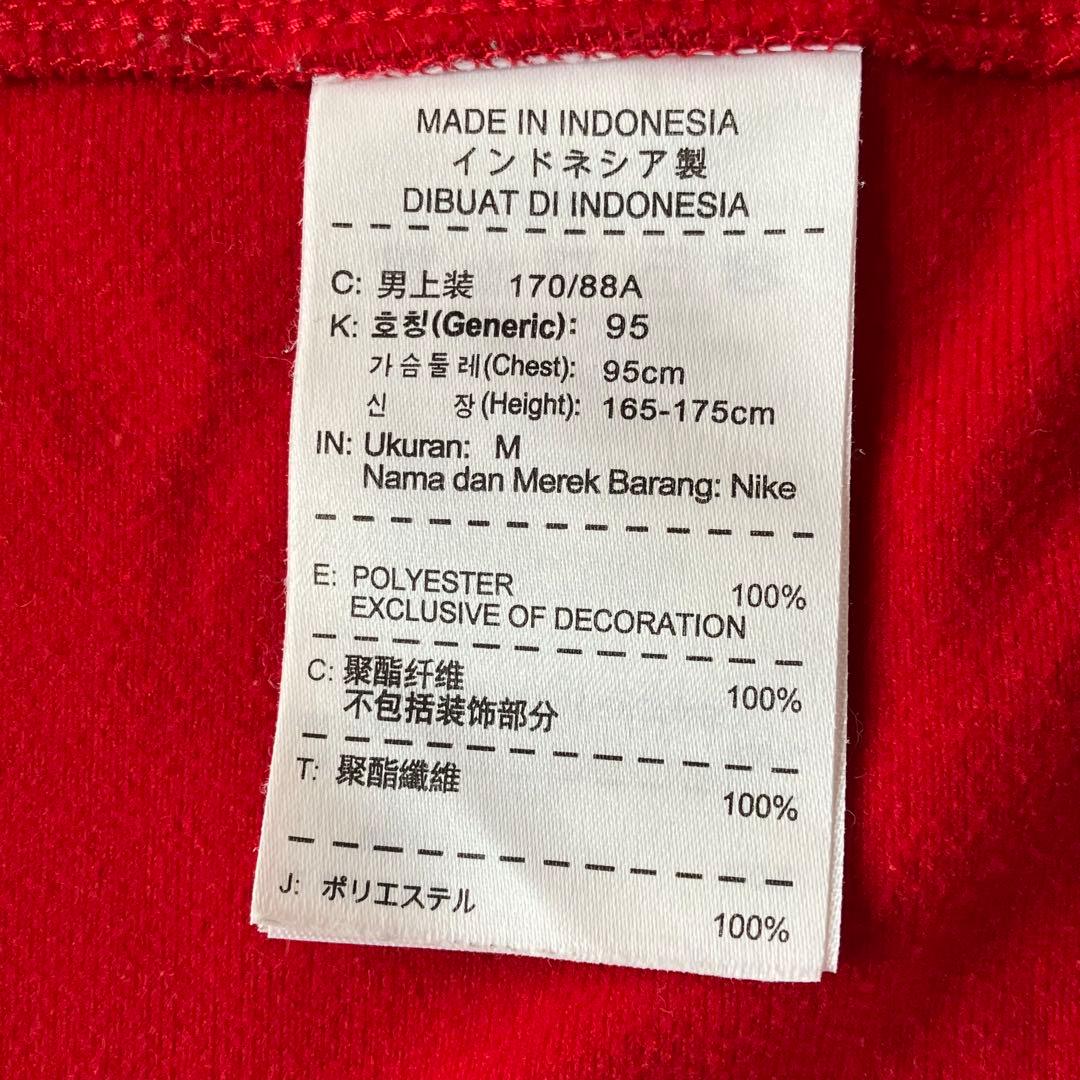 MADE IN INDONESIA
インドネシア製
DIBUAT DI INDONESIA
C: 男上装 170/88A
K: 호칭(Generic): 95
가슴둘레(Chest): 95cm
신 장(Height): 165-175cm
IN: Ukuran: M
Nama dan Merek Barang: Nike
E: POLYESTER 100%
EXCLUSIVE OF DECORATION
C: 聚酯纤维 100%
不包括装饰部分
T: 聚酯纖維 100%
J: ポリエステル 100%